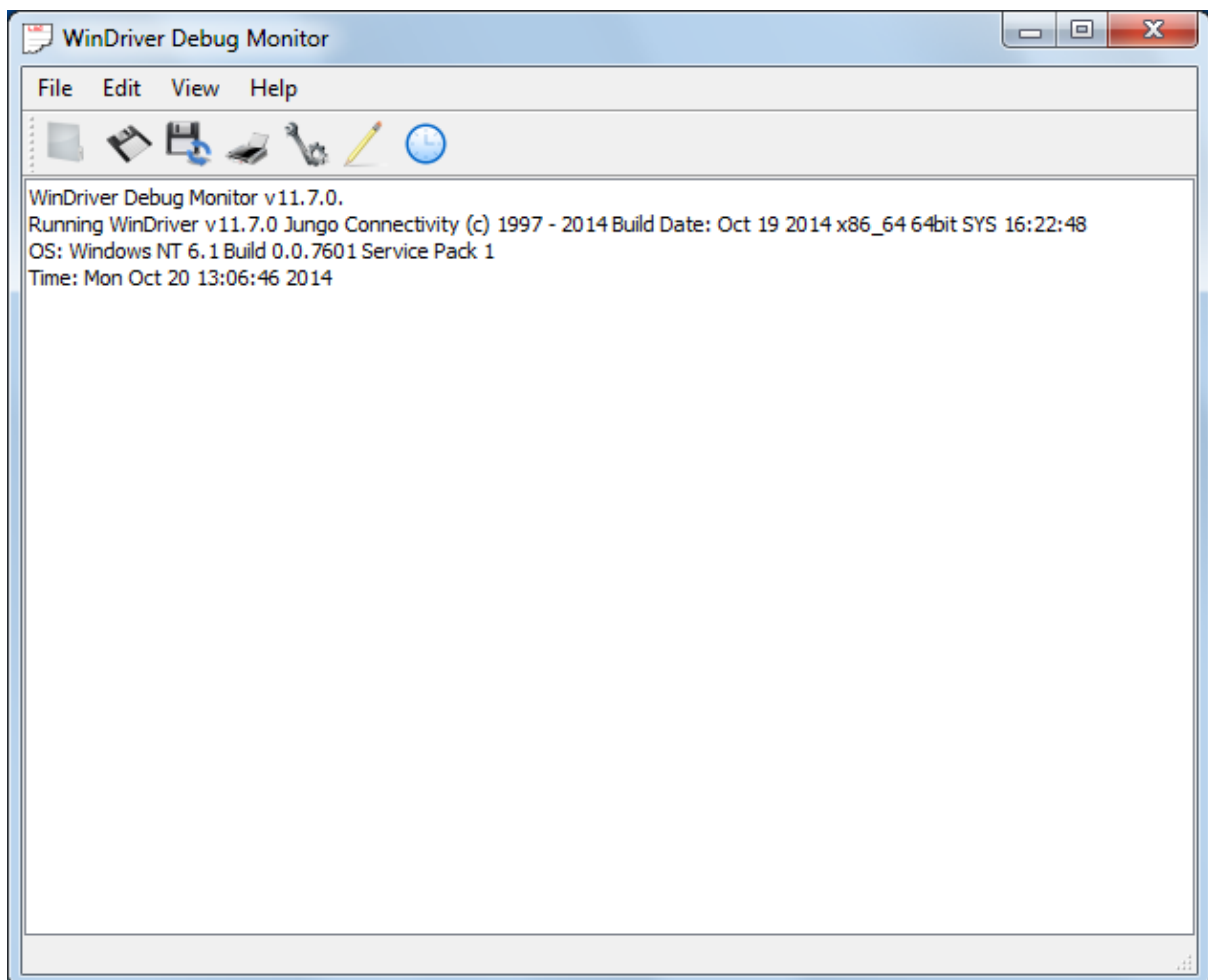 WinDriver Debug Monitor
File Edit View Help
WinDriver Debug Monitor v11.7.0.
Running WinDriver v11.7.0 Jungo Connectivity (c) 1997 - 2014 Build Date: Oct 19 2014 x86_64 64bit SYS 16:22:48
OS: Windows NT 6.1 Build 0.0.7601 Service Pack 1
Time: Mon Oct 20 13:06:46 2014